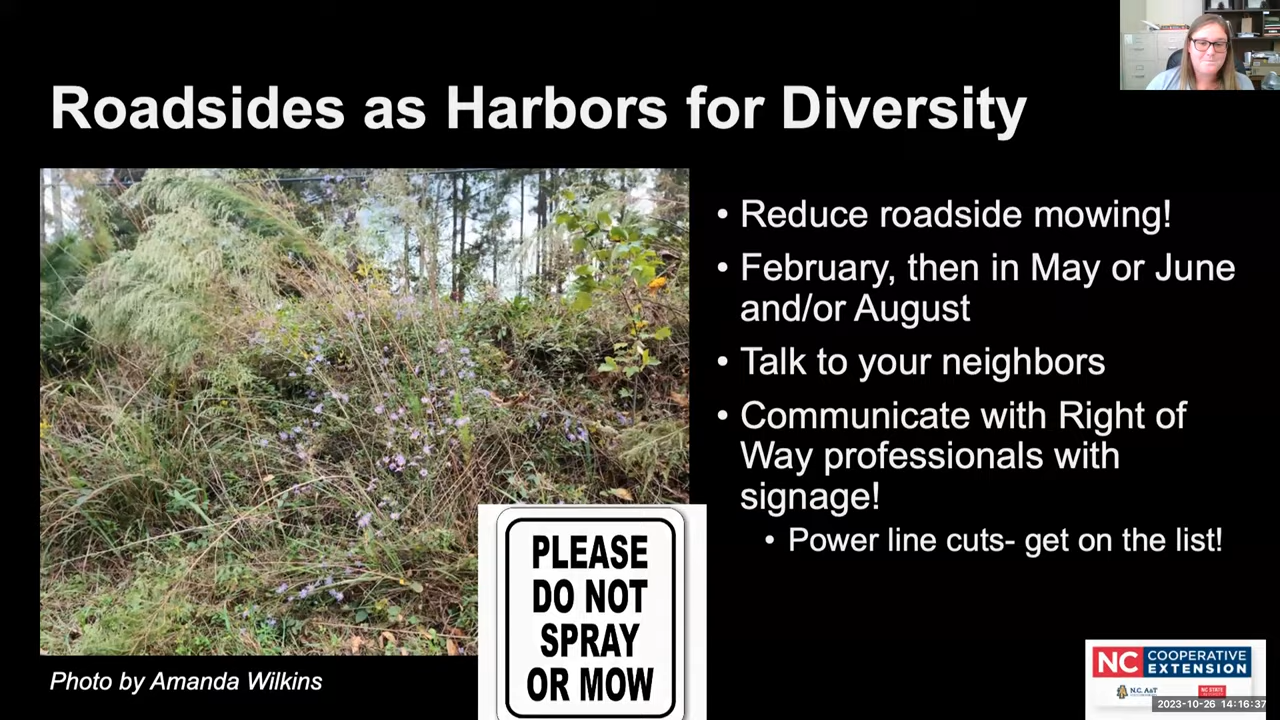 Roadsides as Harbors for Diversity
• Reduce roadside mowing!
• February, then in May or June
and/or August
• Talk to your neighbors
• Communicate with Right of
Way professionals with
signage!
• Power line cuts- get on the list!
PLEASE
DO NOT
SPRAY
OR MOW
Photo by Amanda Wilkins
NC COOPERATIVE
EXTENSION
N.C. A&T
NC STATE
2023-10-26 14:16:37